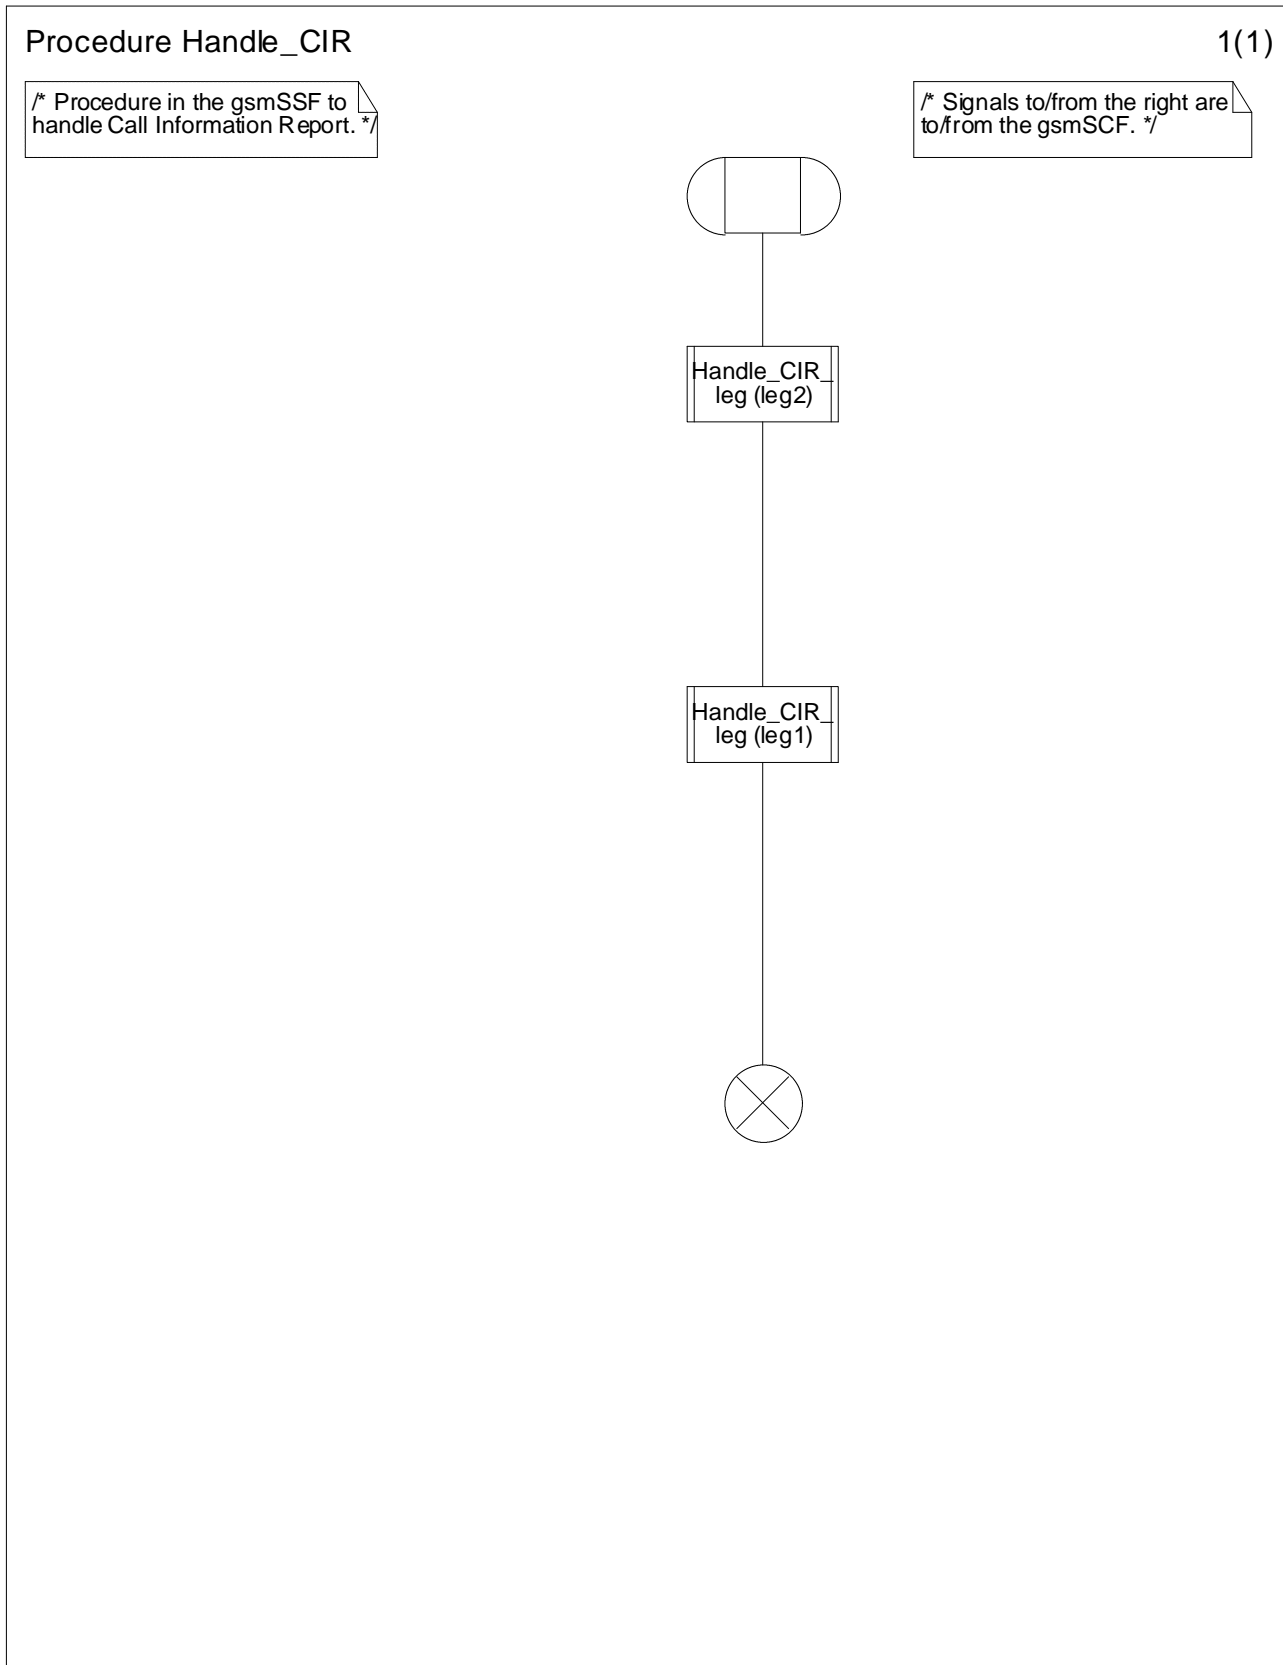 Procedure Handle_CIR
1(1)
/* Procedure in the gsmSSF to
handle Call Information Report. */
/* Signals to/from the right are
to/from the gsmSCF. */
Handle_CIR_
leg (leg2)
Handle_CIR_
leg (leg1)